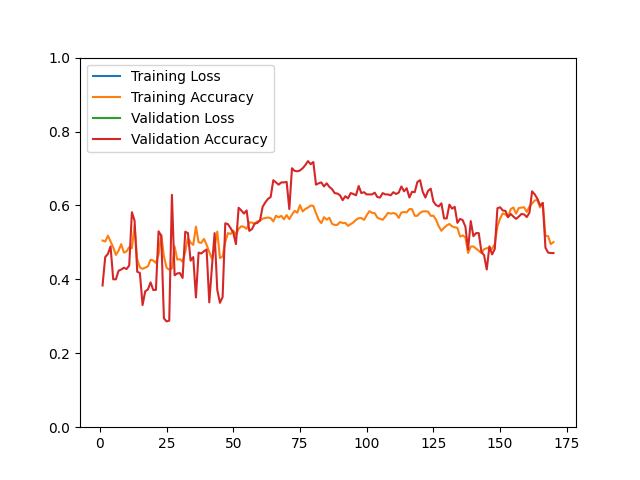 1.0
0.8
0.6
0.4
0.2
0.0
Training Loss
Training Accuracy
Validation Loss
Validation Accuracy
0 25 50 75 100 125 150 175